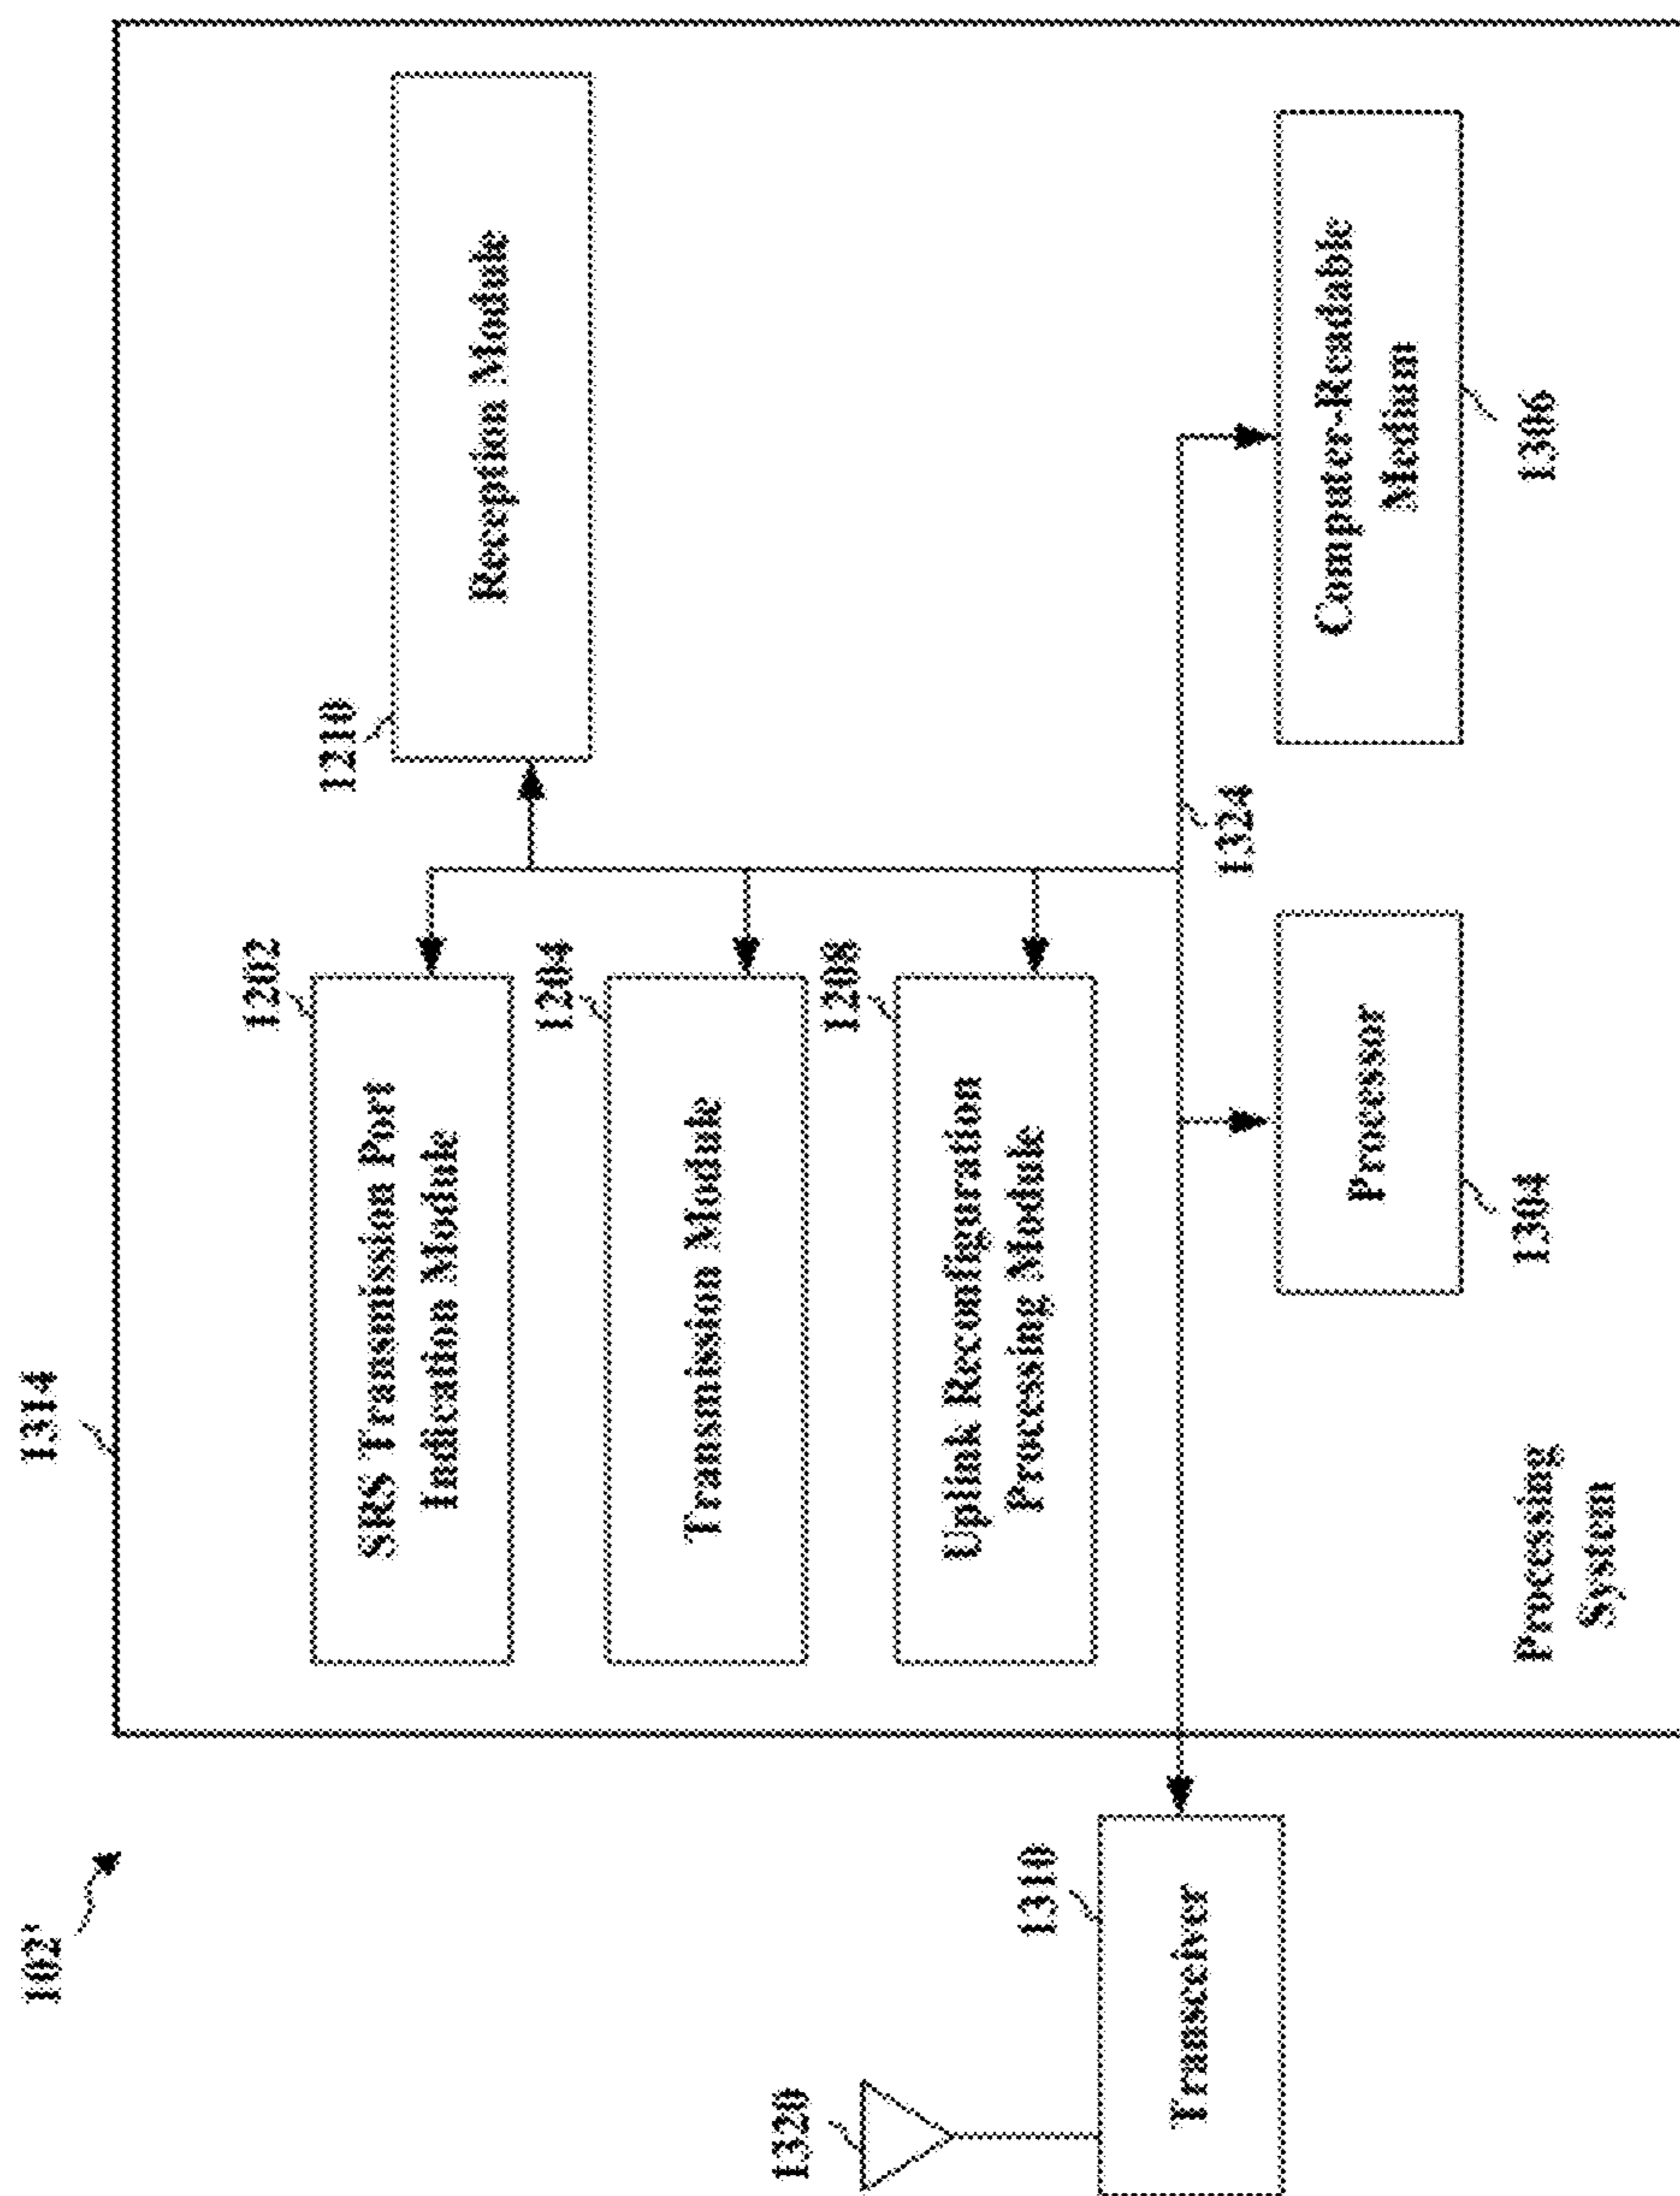 102'
1314
1202
SRS Transmission Port
Indication Module
1210
Reception Module
1204
Transmission Module
1208
Uplink Reconfiguration
Processing Module
1320
1310
Transceiver
1324
Processor
1304
Computer-Readable
Medium
1306
Processing
System